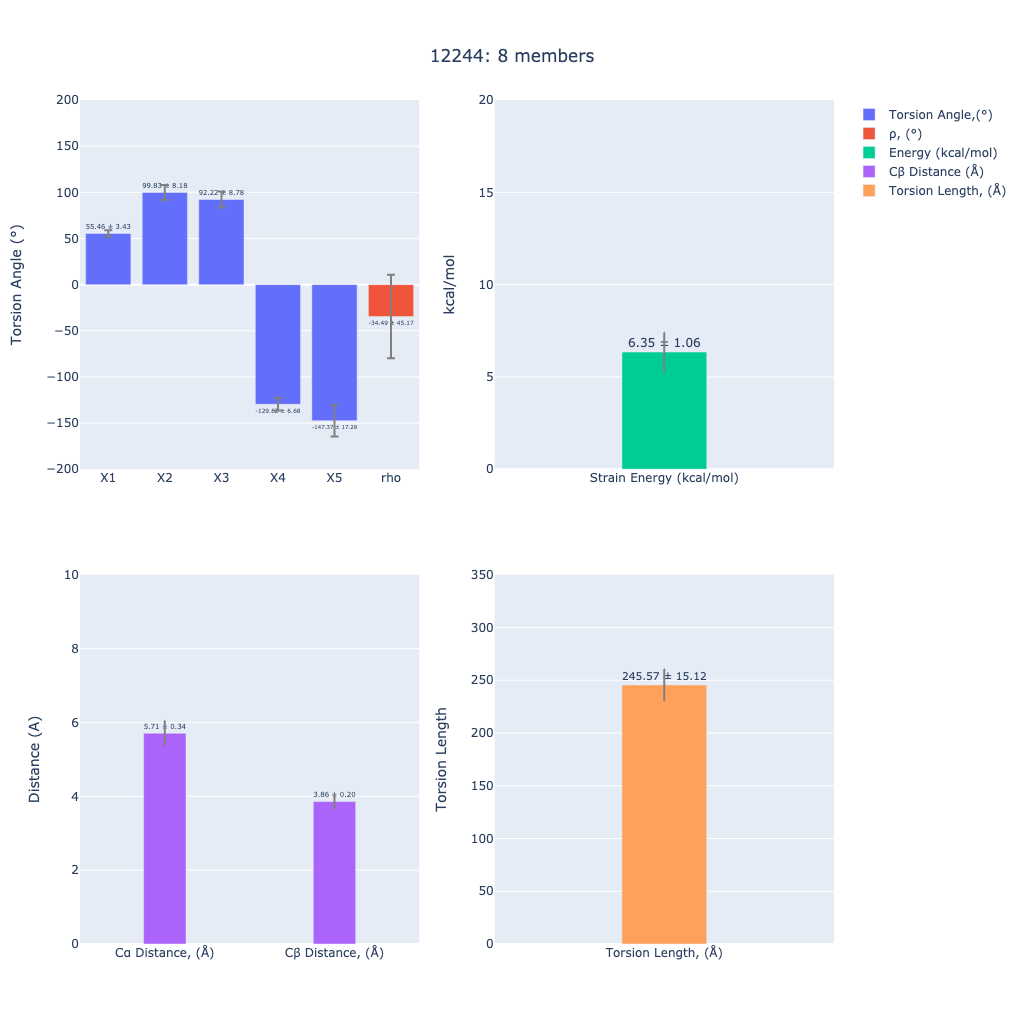 12244: 8 members
Torsion Angle (°)
200
150
100
50
0
−50
−100
−150
−200
55.46 ± 3.43
99.83 ± 8.18
92.22 ± 8.78
± 6.68
-147.37 ± 17.28
-34.49 ± 45.17
X1
X2
X3
X4
X5
rho
kcal/mol
20
15
10
5
0
6.35 ± 1.06
Strain Energy (kcal/mol)
Torsion Angle,(°)
ρ, (°)
Energy (kcal/mol)
Cβ Distance (Å)
Torsion Length, (Å)
Distance (A)
10
8
6
4
2
0
5.71 ± 0.34
3.86 ± 0.20
Cα Distance, (Å)
Cβ Distance, (Å)
Torsion Length
350
300
250
200
150
100
50
0
245.57 ± 15.12
Torsion Length, (Å)